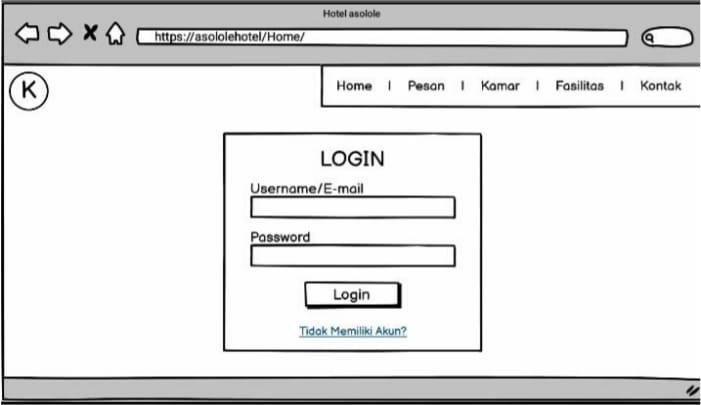 Hotel asolole
https://asololehotel/Home/
K
Home | Pesan | Kamar | Fasilitas | Kontak
LOGIN
Username/E-mail
Password
Login
Tidak Memiliki Akun?